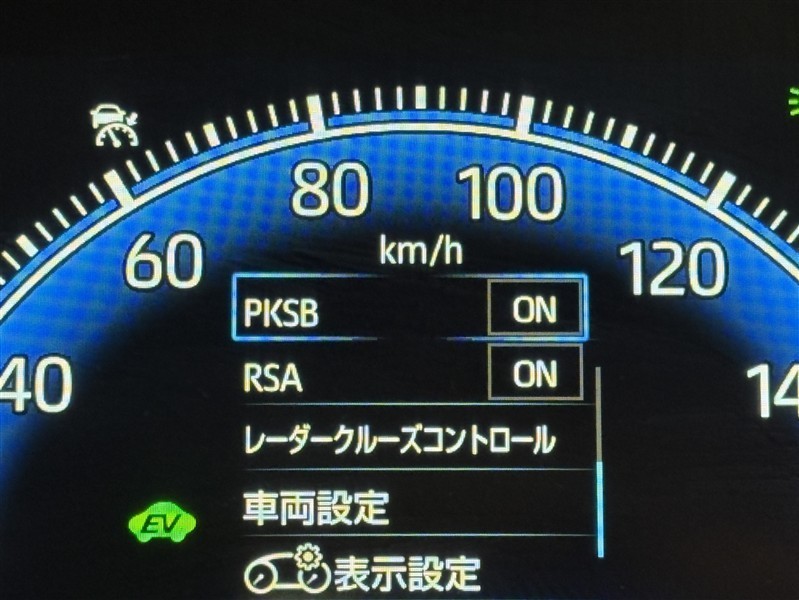 80 100
km/h
60 120
PKSB ON
40 14
RSA ON
レーダークルーズコントロール
車両設定
EV
表示設定